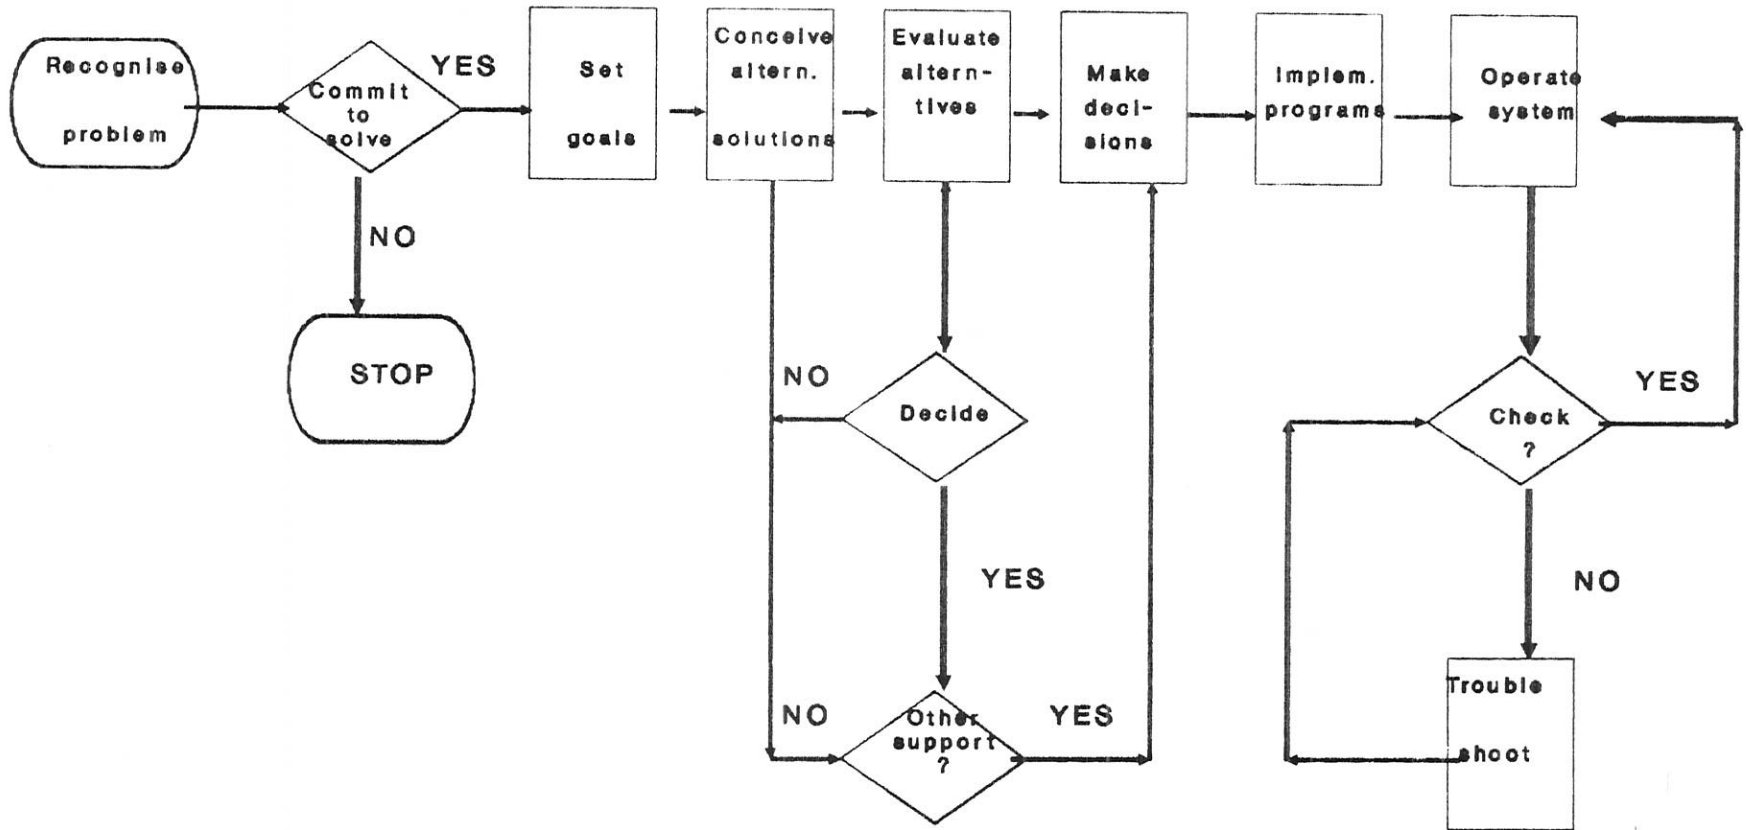 Recognise
problem
Commit
to
solve
YES
NO
STOP
Set
goals
Conceive
altern.
solutions
Evaluate
altern-
tives
Make
deci-
sions
Implem.
programs
Operate
system
NO
Decide
YES
NO
Other
support
?
YES
Check
?
YES
NO
Trouble
shoot